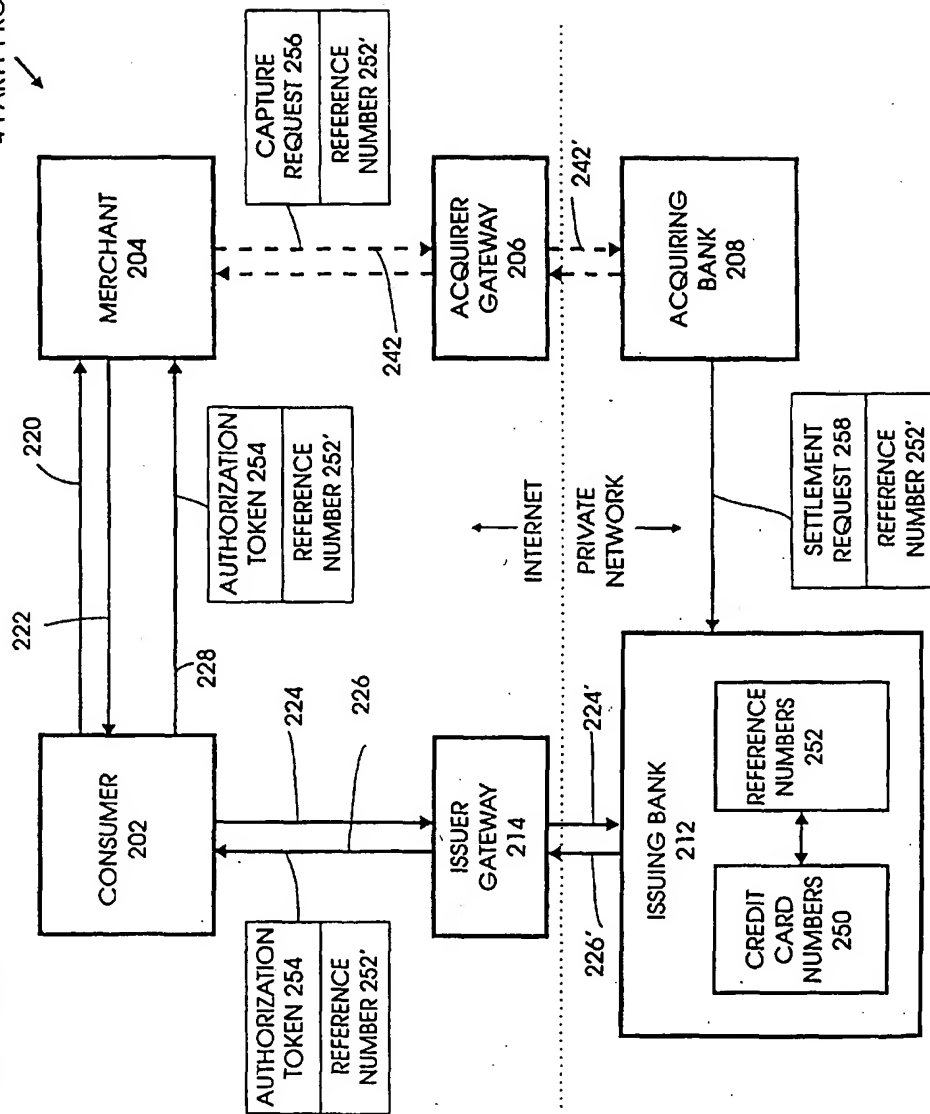 MERCHANT
204
CAPTURE
REQUEST 256
REFERENCE
NUMBER 252'
242
ACQUIRER
GATEWAY
206
242'
ACQUIRING
BANK
208
220
222
228
AUTHORIZATION
TOKEN 254
REFERENCE
NUMBER 252'
INTERNET
PRIVATE
NETWORK
SETTLEMENT
REQUEST 258
REFERENCE
NUMBER 252'
CONSUMER
202
224
226
AUTHORIZATION
TOKEN 254
REFERENCE
NUMBER 252'
ISSUER
GATEWAY
214
224'
226'
ISSUING BANK
212
CREDIT
CARD
NUMBERS
250
REFERENCE
NUMBERS
252